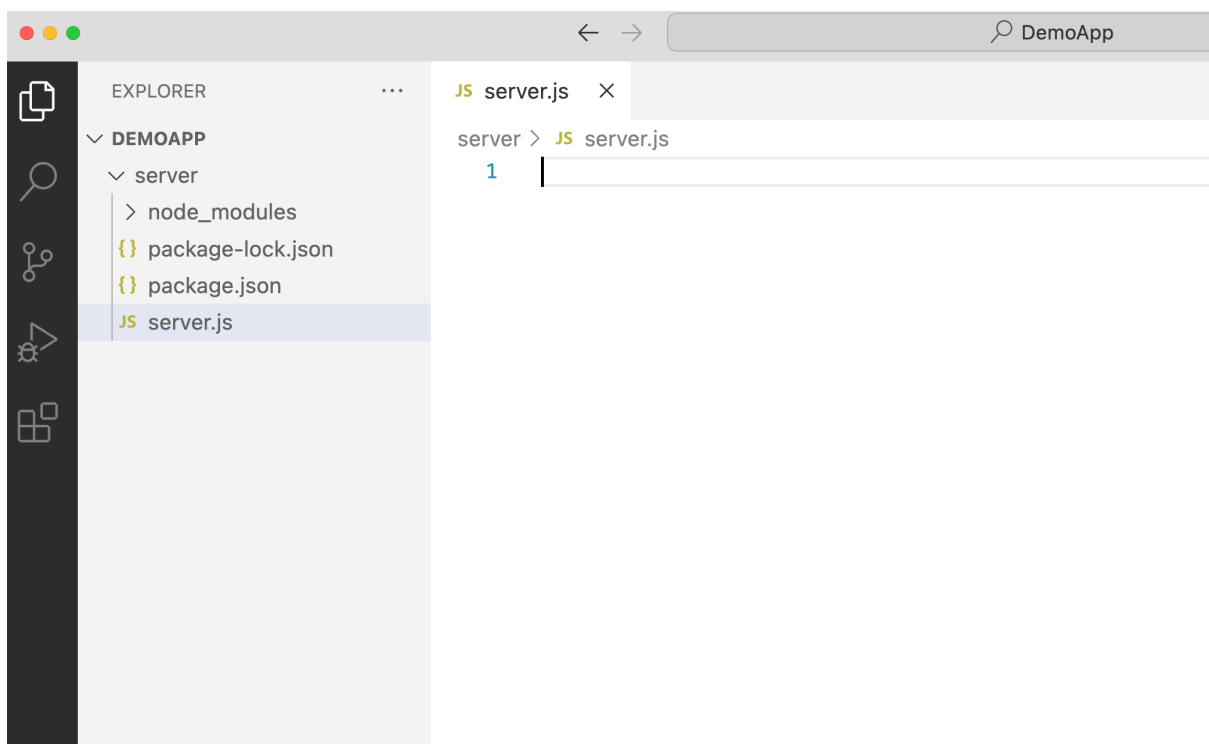 DemoApp
EXPLORER ...
DEMOAPP
server
node_modules
{} package-lock.json
{} package.json
JS server.js
JS server.js
server > JS server.js
1